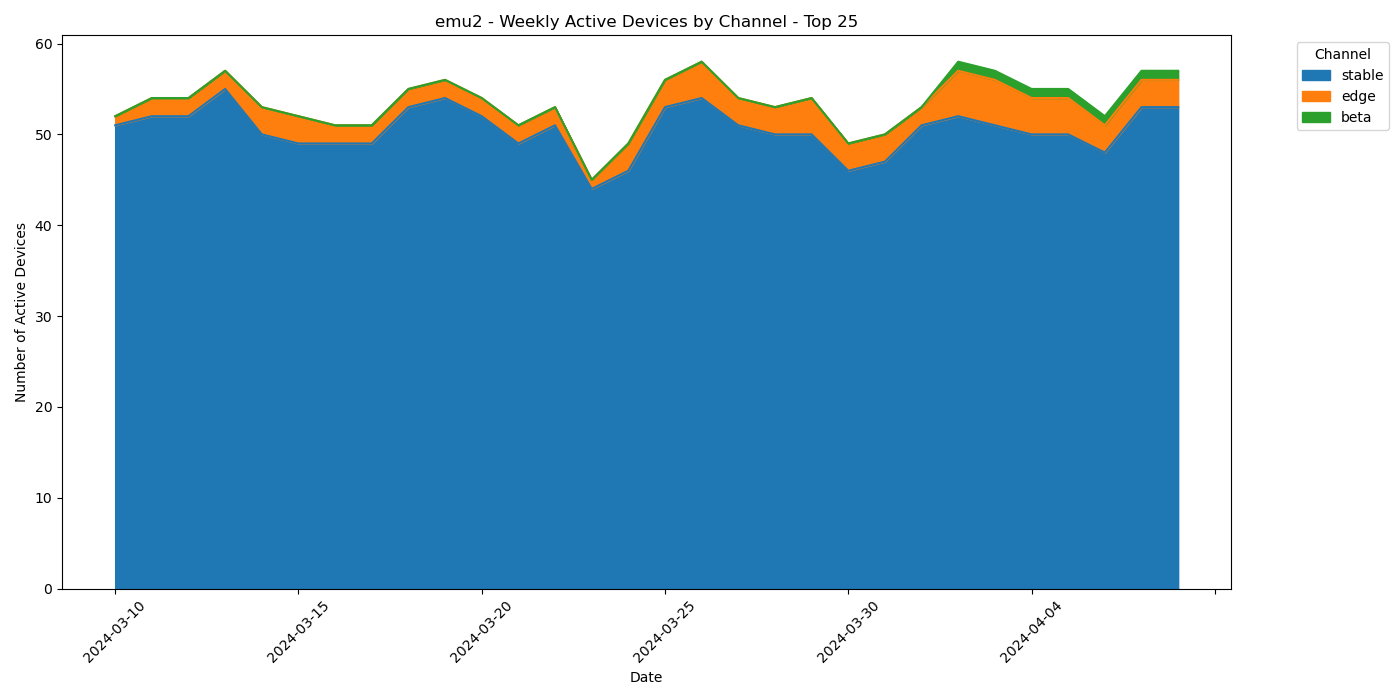 emu2 - Weekly Active Devices by Channel - Top 25
60
50
40
30
20
10
0
Number of Active Devices
2024-03-10
2024-03-15
2024-03-20
2024-03-25
2024-03-30
2024-04-04
Date
Channel
stable
edge
beta